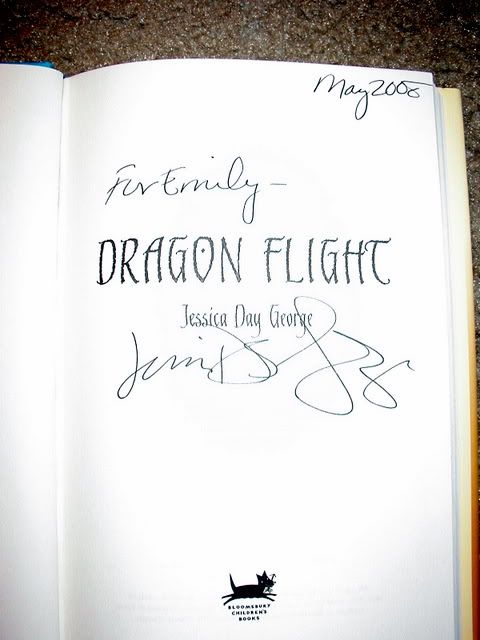 May 2008
For Emily —
DRAGON FLIGHT
Jessica Day George
BLOOMSBURY
CHILDREN'S
BOOKS